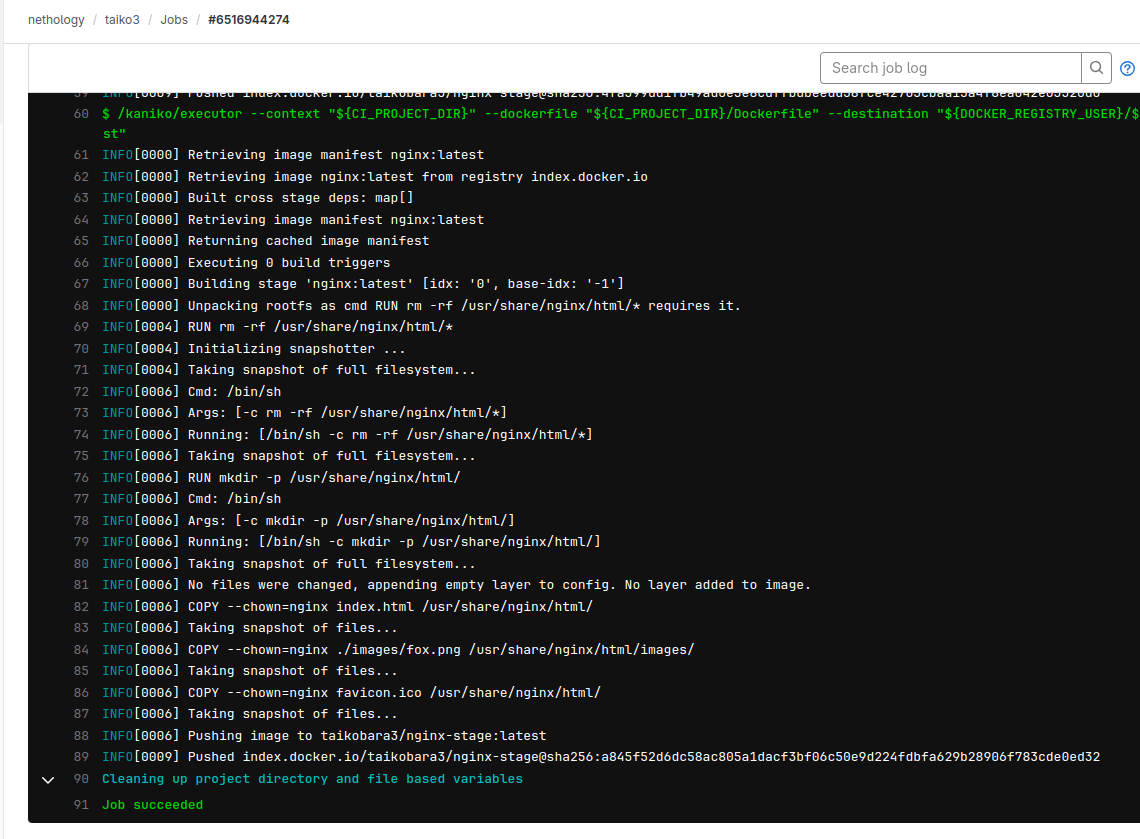 nethology / taiko3 / Jobs / #6516944274
Search job log
60 $ /kaniko/executor --context "${CI_PROJECT_DIR}" --dockerfile "${CI_PROJECT_DIR}/Dockerfile" --destination "${DOCKER_REGISTRY_USER}/$
st"
61 INFO[0000] Retrieving image manifest nginx:latest
62 INFO[0000] Retrieving image nginx:latest from registry index.docker.io
63 INFO[0000] Built cross stage deps: map[]
64 INFO[0000] Retrieving image manifest nginx:latest
65 INFO[0000] Returning cached image manifest
66 INFO[0000] Executing 0 build triggers
67 INFO[0000] Building stage 'nginx:latest' [idx: '0', base-idx: '-1']
68 INFO[0000] Unpacking rootfs as cmd RUN rm -rf /usr/share/nginx/html/* requires it.
69 INFO[0004] RUN rm -rf /usr/share/nginx/html/*
70 INFO[0004] Initializing snapshotter ...
71 INFO[0004] Taking snapshot of full filesystem...
72 INFO[0006] Cmd: /bin/sh
73 INFO[0006] Args: [-c rm -rf /usr/share/nginx/html/*]
74 INFO[0006] Running: [/bin/sh -c rm -rf /usr/share/nginx/html/*]
75 INFO[0006] Taking snapshot of full filesystem...
76 INFO[0006] RUN mkdir -p /usr/share/nginx/html/
77 INFO[0006] Cmd: /bin/sh
78 INFO[0006] Args: [-c mkdir -p /usr/share/nginx/html/]
79 INFO[0006] Running: [/bin/sh -c mkdir -p /usr/share/nginx/html/]
80 INFO[0006] Taking snapshot of full filesystem...
81 INFO[0006] No files were changed, appending empty layer to config. No layer added to image.
82 INFO[0006] COPY --chown=nginx index.html /usr/share/nginx/html/
83 INFO[0006] Taking snapshot of files...
84 INFO[0006] COPY --chown=nginx ./images/fox.png /usr/share/nginx/html/images/
85 INFO[0006] Taking snapshot of files...
86 INFO[0006] COPY --chown=nginx favicon.ico /usr/share/nginx/html/
87 INFO[0006] Taking snapshot of files...
88 INFO[0006] Pushing image to taikobara3/nginx-stage:latest
89 INFO[0009] Pushed index.docker.io/taikobara3/nginx-stage@sha256:a845f52d6dc58ac805a1dacf3bf06c50e9d224fdbfa629b28906f783cde0ed32
90 Cleaning up project directory and file based variables
91 Job succeeded